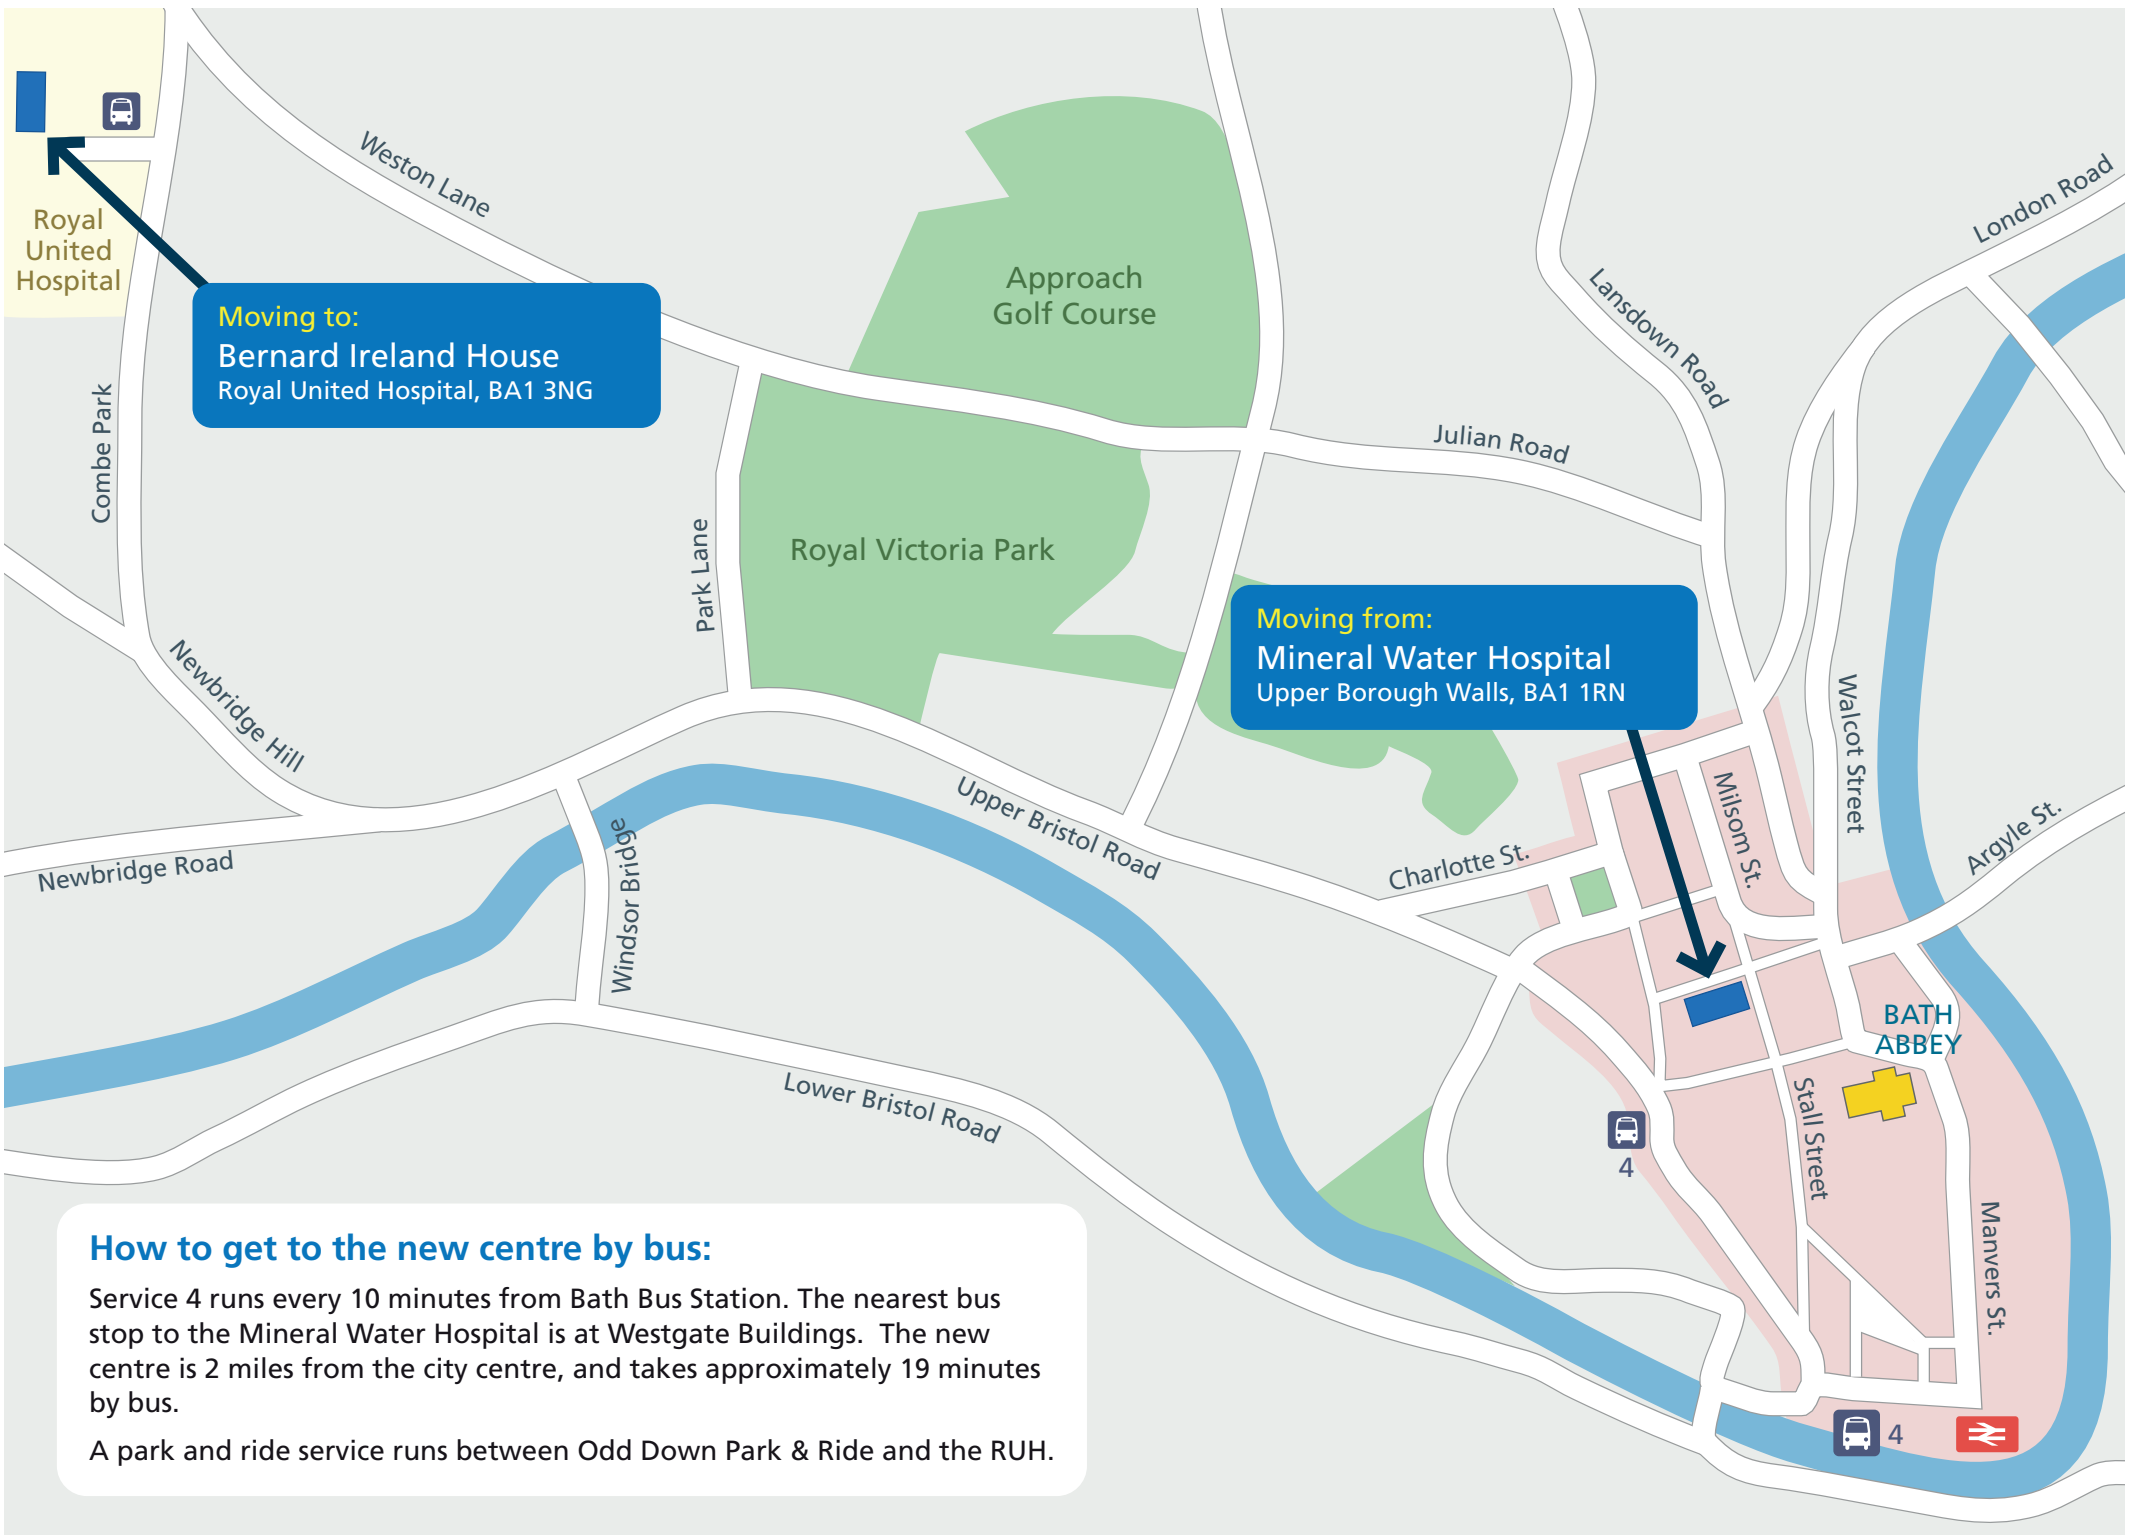 Weston Lane
London Road
Royal
United
Hospital
Approach
Golf Course
Lansdown Road
Moving to:
Bernard Ireland House
Royal United Hospital, BA1 3NG
Combe Park
Julian Road
Park Lane
Royal Victoria Park
Moving from:
Mineral Water Hospital
Upper Borough Walls, BA1 1RN
Newbridge Hill
Walcot Street
Milsom St.
Upper Bristol Road
Argyle St.
Charlotte St.
Newbridge Road
Windsor Bridge
BATH
ABBEY
Lower Bristol Road
Stall Street
4
Manvers St.
How to get to the new centre by bus:
Service 4 runs every 10 minutes from Bath Bus Station. The nearest bus
stop to the Mineral Water Hospital is at Westgate Buildings. The new
centre is 2 miles from the city centre, and takes approximately 19 minutes
by bus.
A park and ride service runs between Odd Down Park & Ride and the RUH.
4